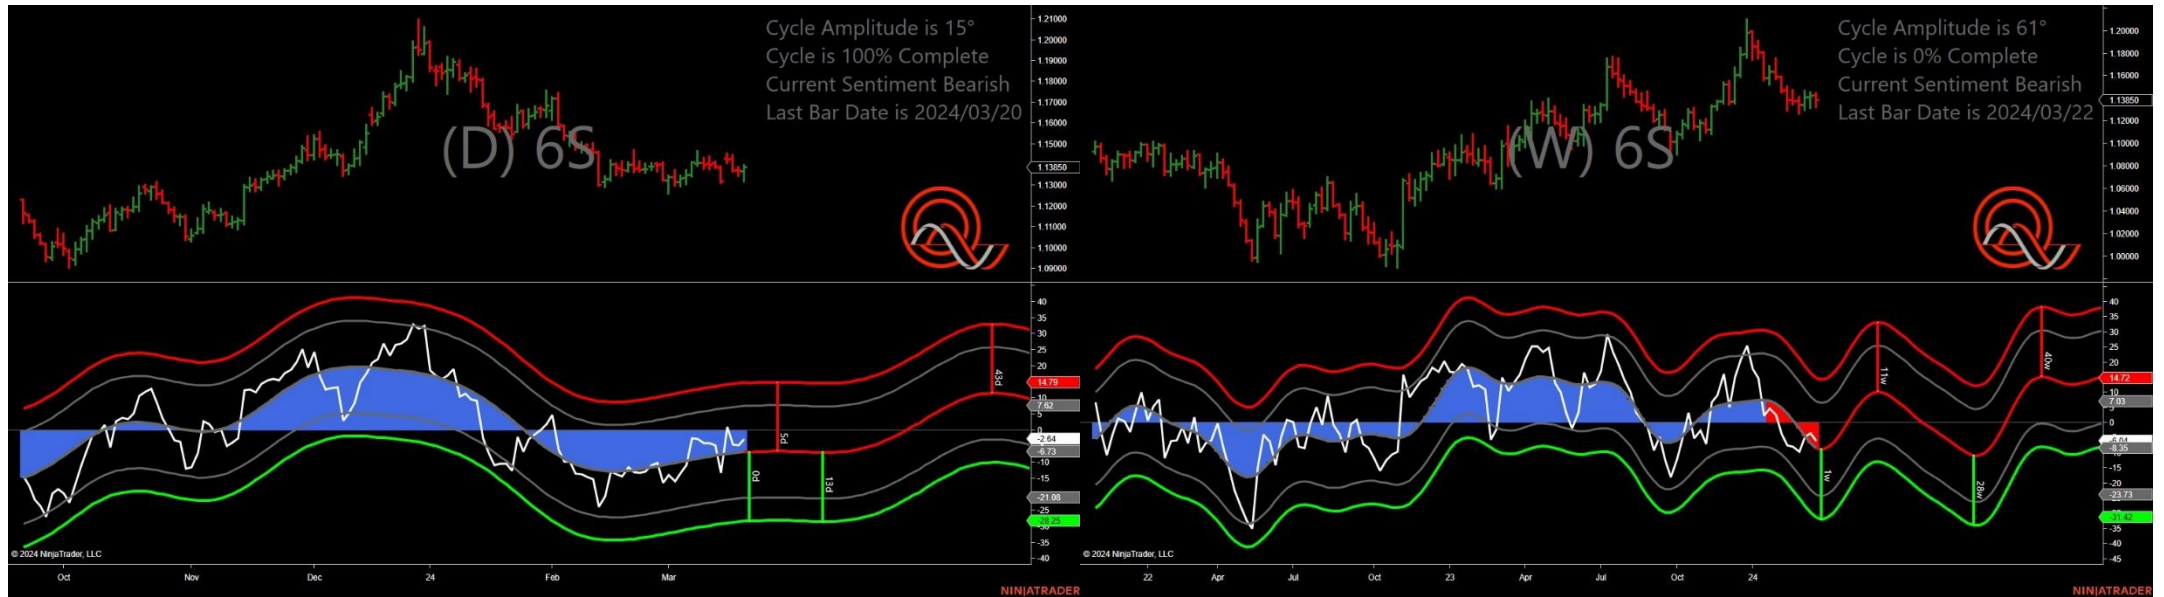 Cycle Amplitude is 15°
Cycle is 100% Complete
Current Sentiment Bearish
Last Bar Date is 2024/03/20
(D) 6S
1.21000
1.20000
1.19000
1.18000
1.17000
1.16000
1.15000
1.14000
1.13850
1.13000
1.12000
1.11000
1.10000
1.09000
40
35
30
25
20
14.79
10
7.62
5
-2.64
-6.73
-10
-15
-21.08
-28.25
-30
-35
-40
5d
0d
13d
43d
© 2024 NinjaTrader, LLC
Oct
Nov
Dec
24
Feb
Mar
NINJATRADER
Cycle Amplitude is 61°
Cycle is 0% Complete
Current Sentiment Bearish
Last Bar Date is 2024/03/22
(W) 6S
1.20000
1.18000
1.16000
1.13850
1.12000
1.10000
1.08000
1.06000
1.04000
1.02000
1.00000
40
35
30
25
20
14.72
10
7.03
5
0
-6.04
-8.35
-15
-23.73
-31.42
-35
-40
-45
11w
1w
28w
40w
© 2024 NinjaTrader, LLC
22
Apr
Jul
Oct
23
Apr
Jul
Oct
24
NINJATRADER